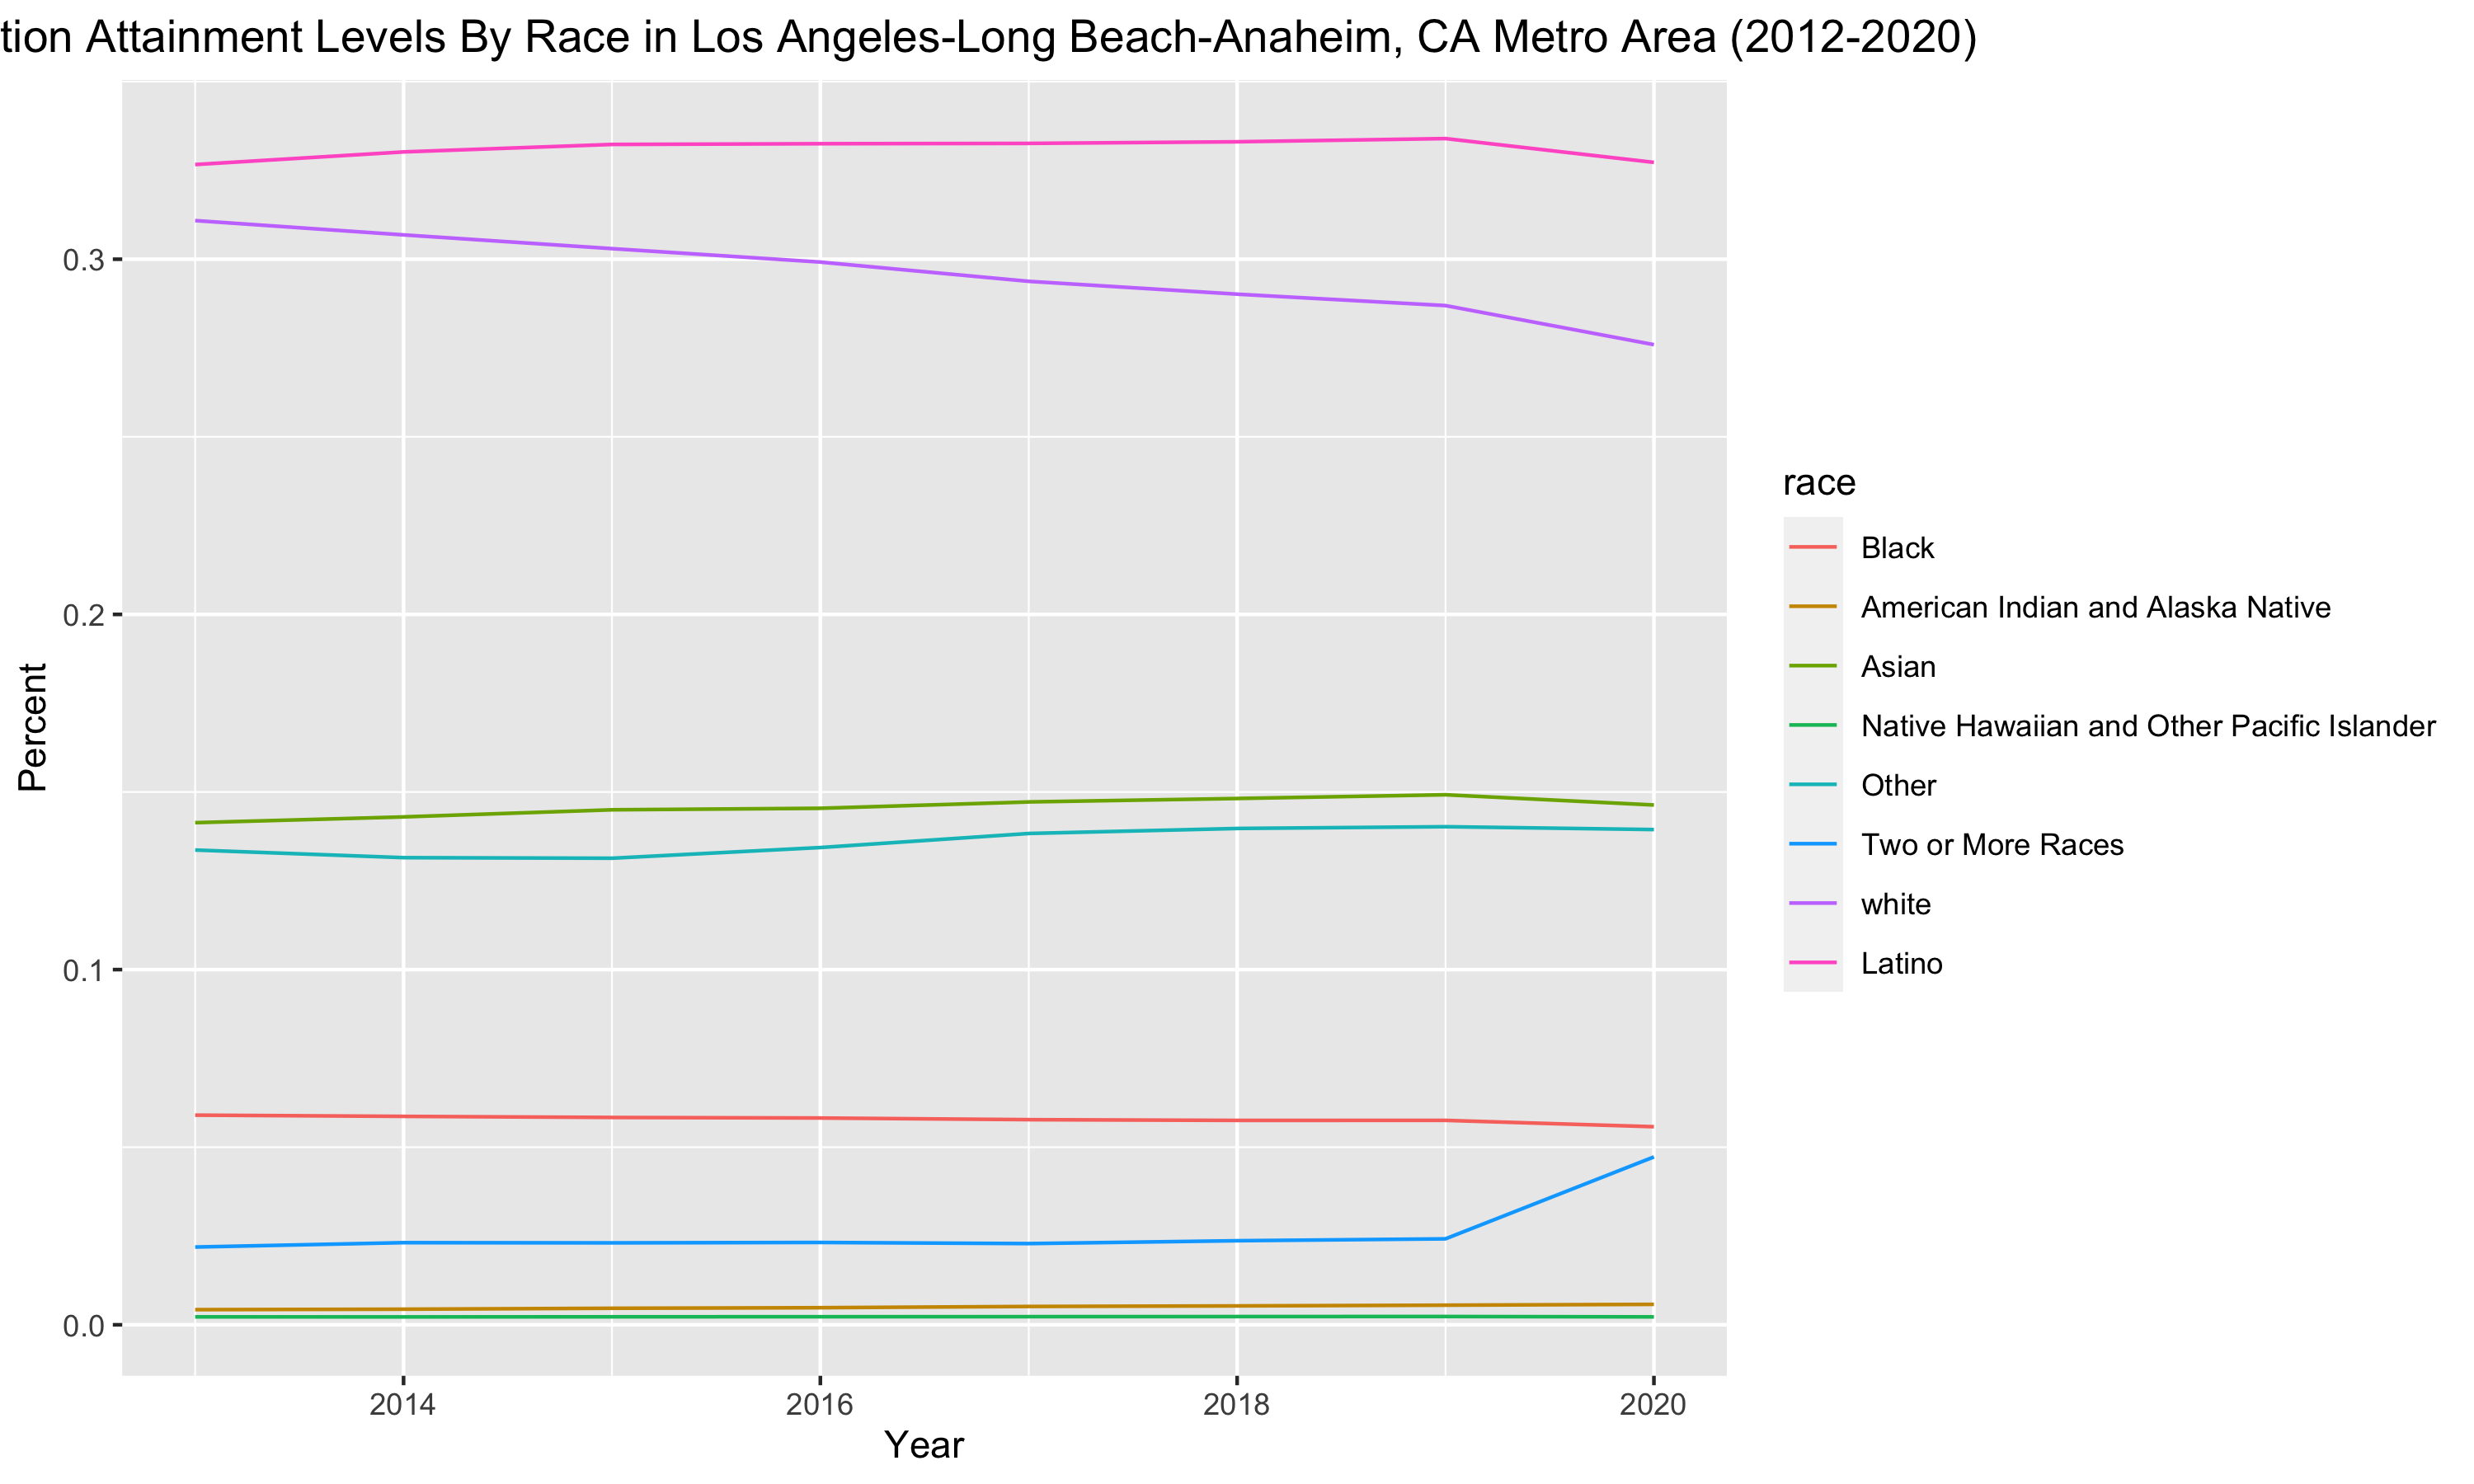 tion Attainment Levels By Race in Los Angeles-Long Beach-Anaheim, CA Metro Area (2012-2020)
0.3
0.2
0.1
0.0
Percent
2014
2016
2018
2020
Year
race
Black
American Indian and Alaska Native
Asian
Native Hawaiian and Other Pacific Islander
Other
Two or More Races
white
Latino